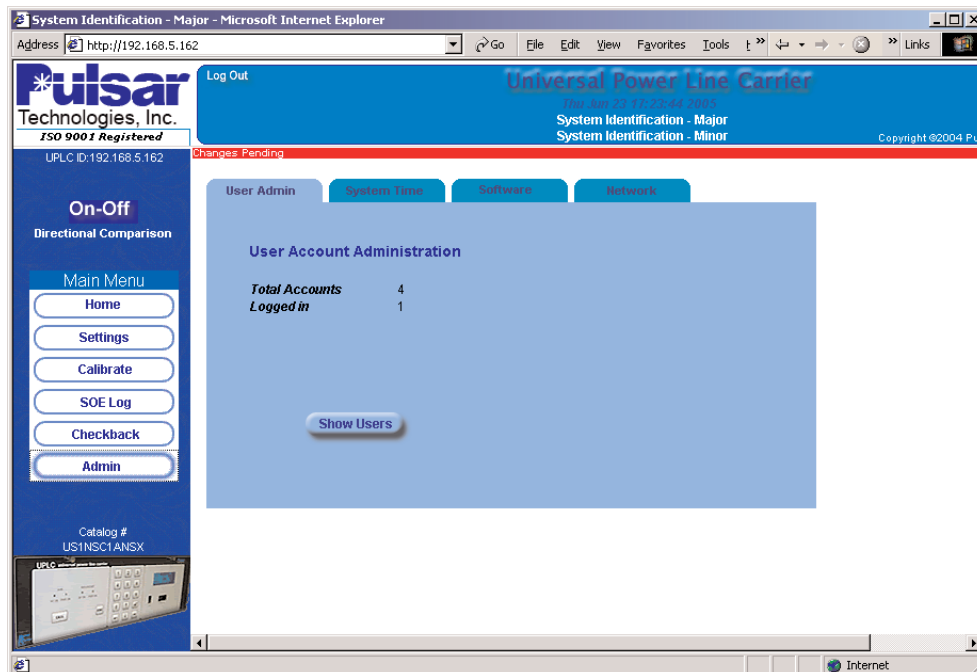 System Identification - Major - Microsoft Internet Explorer
Address http://192.168.5.162 Go File Edit View Favorites Tools » » Links
Pulsar
Technologies, Inc.
ISO 9001 Registered
Log Out
Universal Power Line Carrier
Thu Jun 23 17:23:44 2005
System Identification - Major
System Identification - Minor
Copyright ©2004 Pu
UPLC ID:192.168.5.162
Changes Pending
On-Off
Directional Comparison
Main Menu
Home
Settings
Calibrate
SOE Log
Checkback
Admin
User Admin
System Time
Software
Network
User Account Administration
Total Accounts 4
Logged in 1
Show Users
Catalog #
US1NSC1ANSX
UPLC
Internet